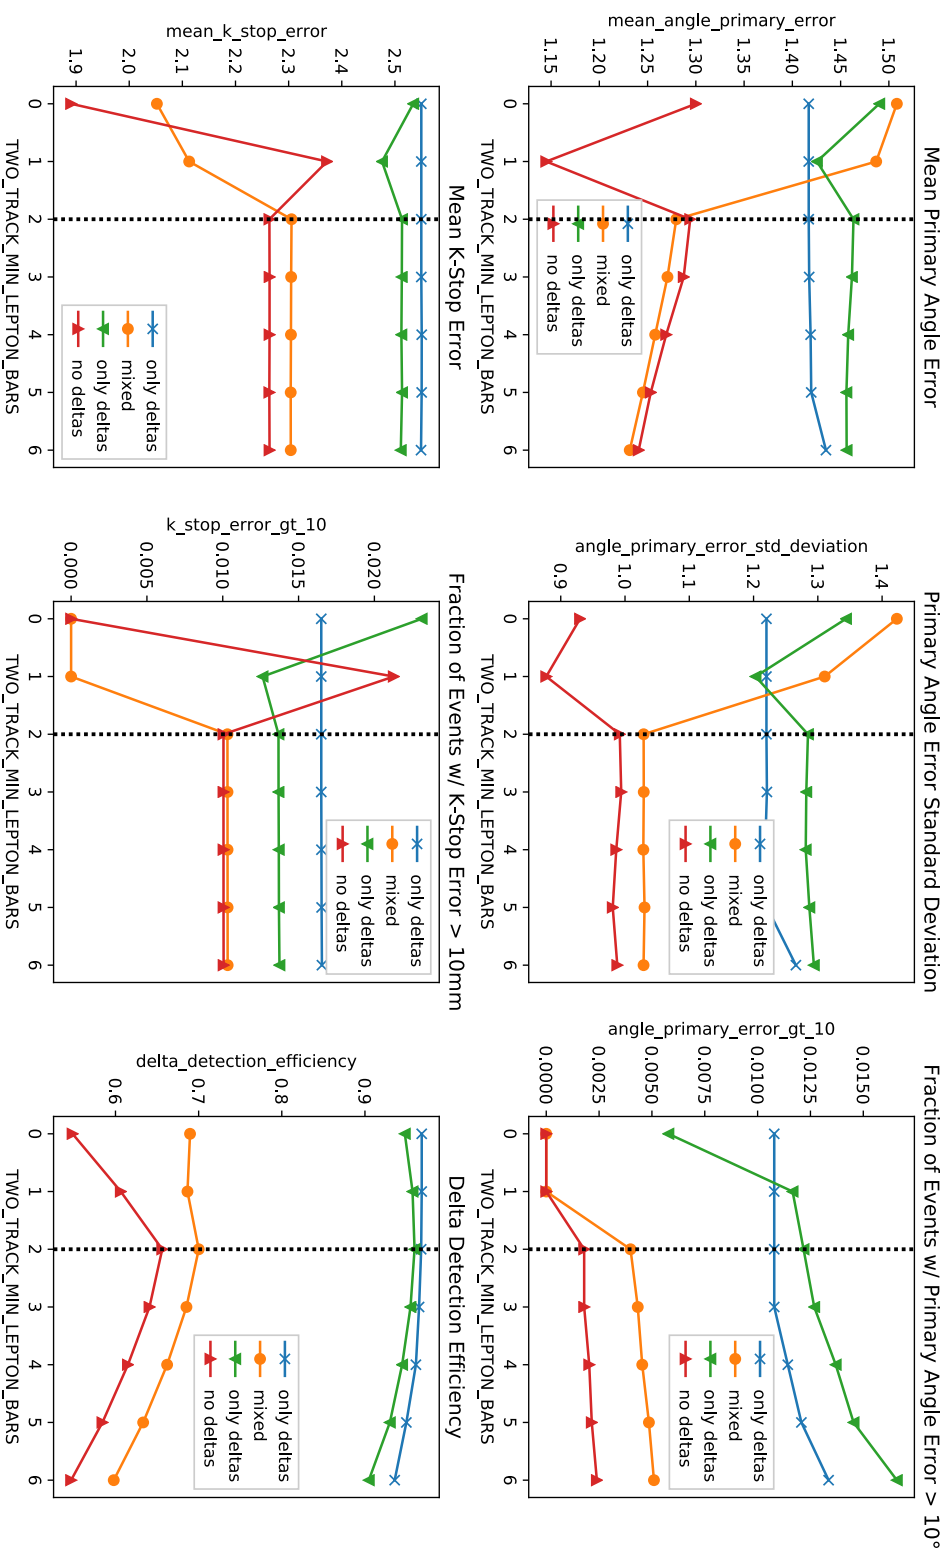 Mean Primary Angle Error
mean_angle_primary_error
1.50
1.45
1.40
1.35
1.30
1.25
1.20
1.15
0 1 2 3 4 5 6
TWO_TRACK_MIN_LEPTON_BARS
only deltas
mixed
only deltas
no deltas
Primary Angle Error Standard Deviation
angle_primary_error_std_deviation
1.4
1.3
1.2
1.1
1.0
0.9
0 1 2 3 4 5 6
TWO_TRACK_MIN_LEPTON_BARS
only deltas
mixed
only deltas
no deltas
Fraction of Events w/ Primary Angle Error > 10°
angle_primary_error_gt_10
0.0150
0.0125
0.0100
0.0075
0.0050
0.0025
0.0000
0 1 2 3 4 5 6
TWO_TRACK_MIN_LEPTON_BARS
only deltas
mixed
only deltas
no deltas
Mean K-Stop Error
mean_k_stop_error
2.5
2.4
2.3
2.2
2.1
2.0
1.9
0 1 2 3 4 5 6
TWO_TRACK_MIN_LEPTON_BARS
only deltas
mixed
only deltas
no deltas
Fraction of Events w/ K-Stop Error > 10mm
k_stop_error_gt_10
0.020
0.015
0.010
0.005
0.000
0 1 2 3 4 5 6
TWO_TRACK_MIN_LEPTON_BARS
only deltas
mixed
only deltas
no deltas
Delta Detection Efficiency
delta_detection_efficiency
0.9
0.8
0.7
0.6
0 1 2 3 4 5 6
TWO_TRACK_MIN_LEPTON_BARS
only deltas
mixed
only deltas
no deltas